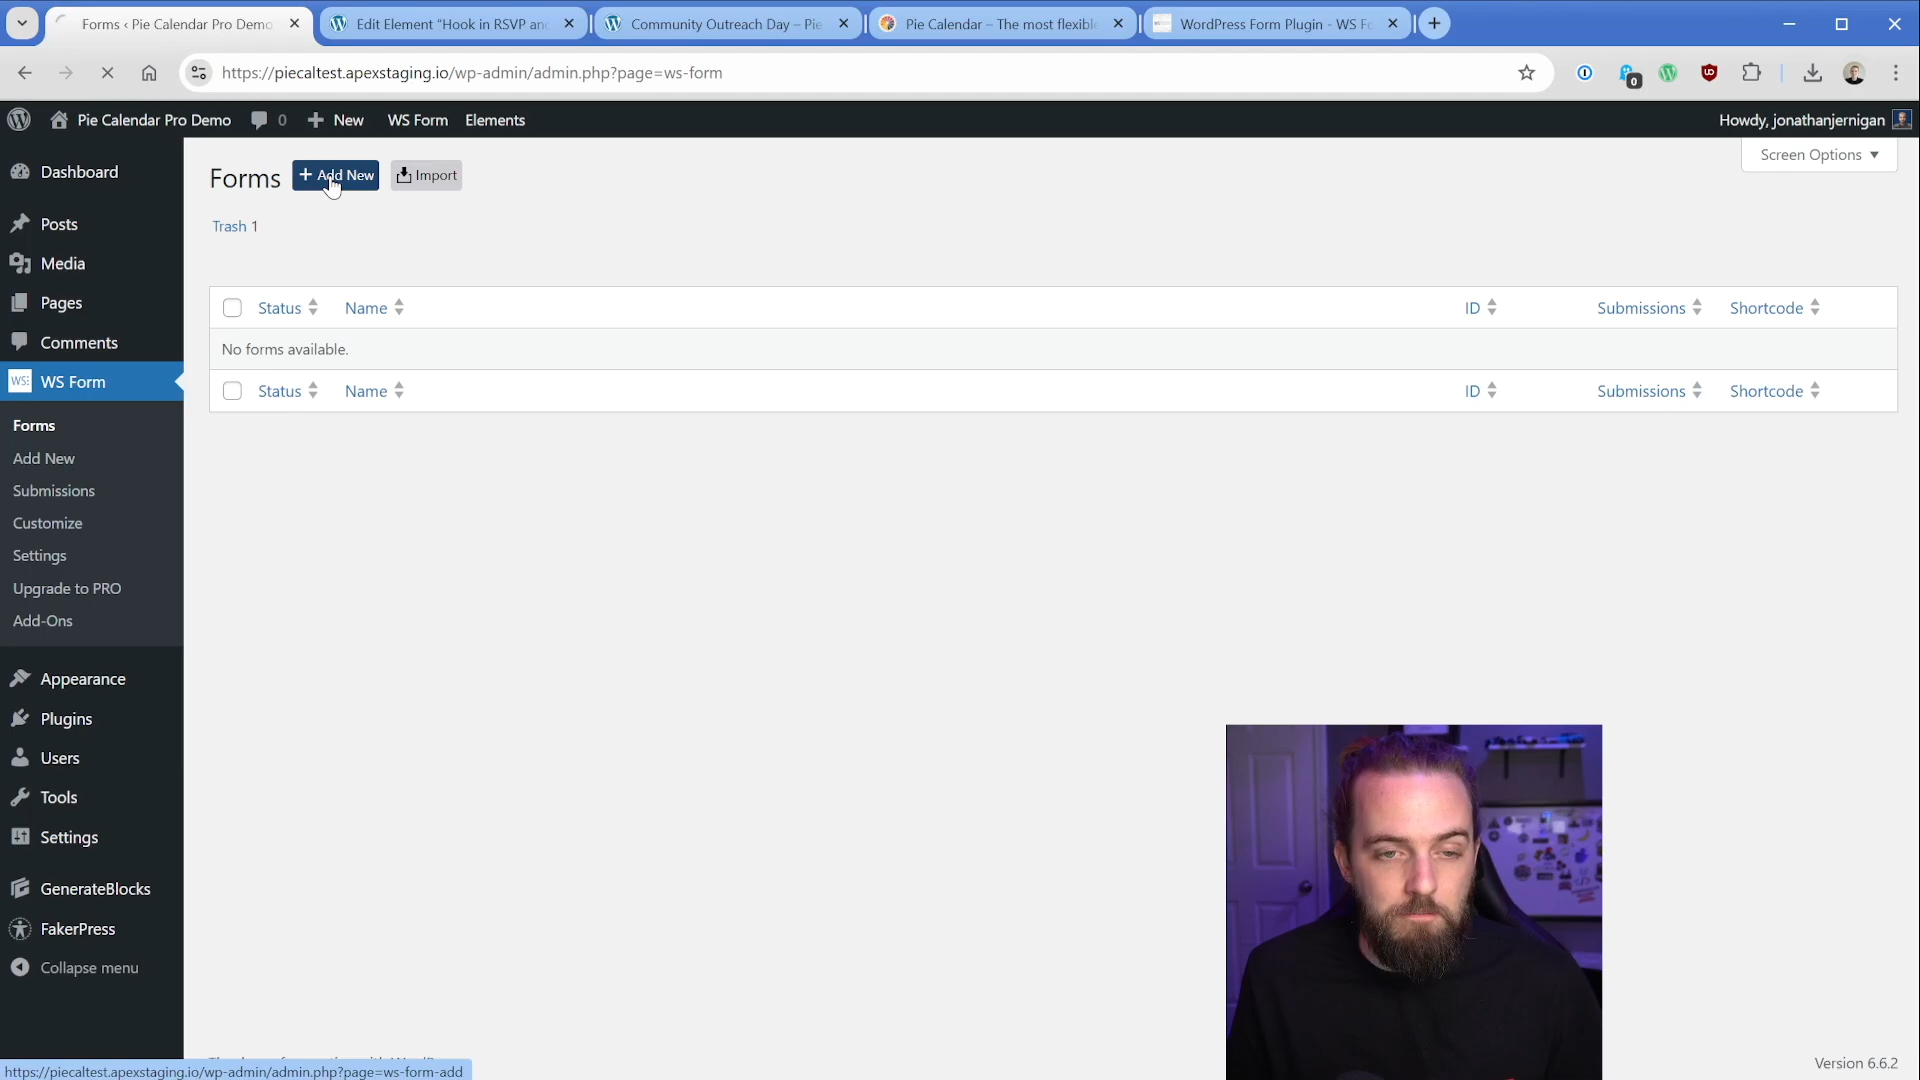 Forms ‹ Pie Calendar Pro Demo
Edit Element "Hook in RSVP and
Community Outreach Day – Pie
Pie Calendar – The most flexible
WordPress Form Plugin - WS Fo
https://piecaltest.apexstaging.io/wp-admin/admin.php?page=ws-form
0
Pie Calendar Pro Demo
0
New
WS Form
Elements
Howdy, jonathanjernigan
Screen Options
Dashboard
Posts
Media
Pages
Comments
WS: WS Form
Forms
Add New
Submissions
Customize
Settings
Upgrade to PRO
Add-Ons
Appearance
Plugins
Users
Tools
Settings
GenerateBlocks
FakerPress
Collapse menu
Forms
+ Add New
Import
Trash 1
Status Name ID Submissions Shortcode
No forms available.
Status Name ID Submissions Shortcode
Version 6.6.2
https://piecaltest.apexstaging.io/wp-admin/admin.php?page=ws-form-add